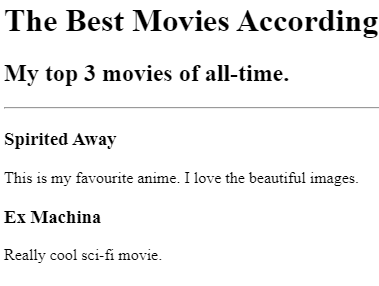 The Best Movies According
My top 3 movies of all-time.
Spirited Away
This is my favourite anime. I love the beautiful images.
Ex Machina
Really cool sci-fi movie.